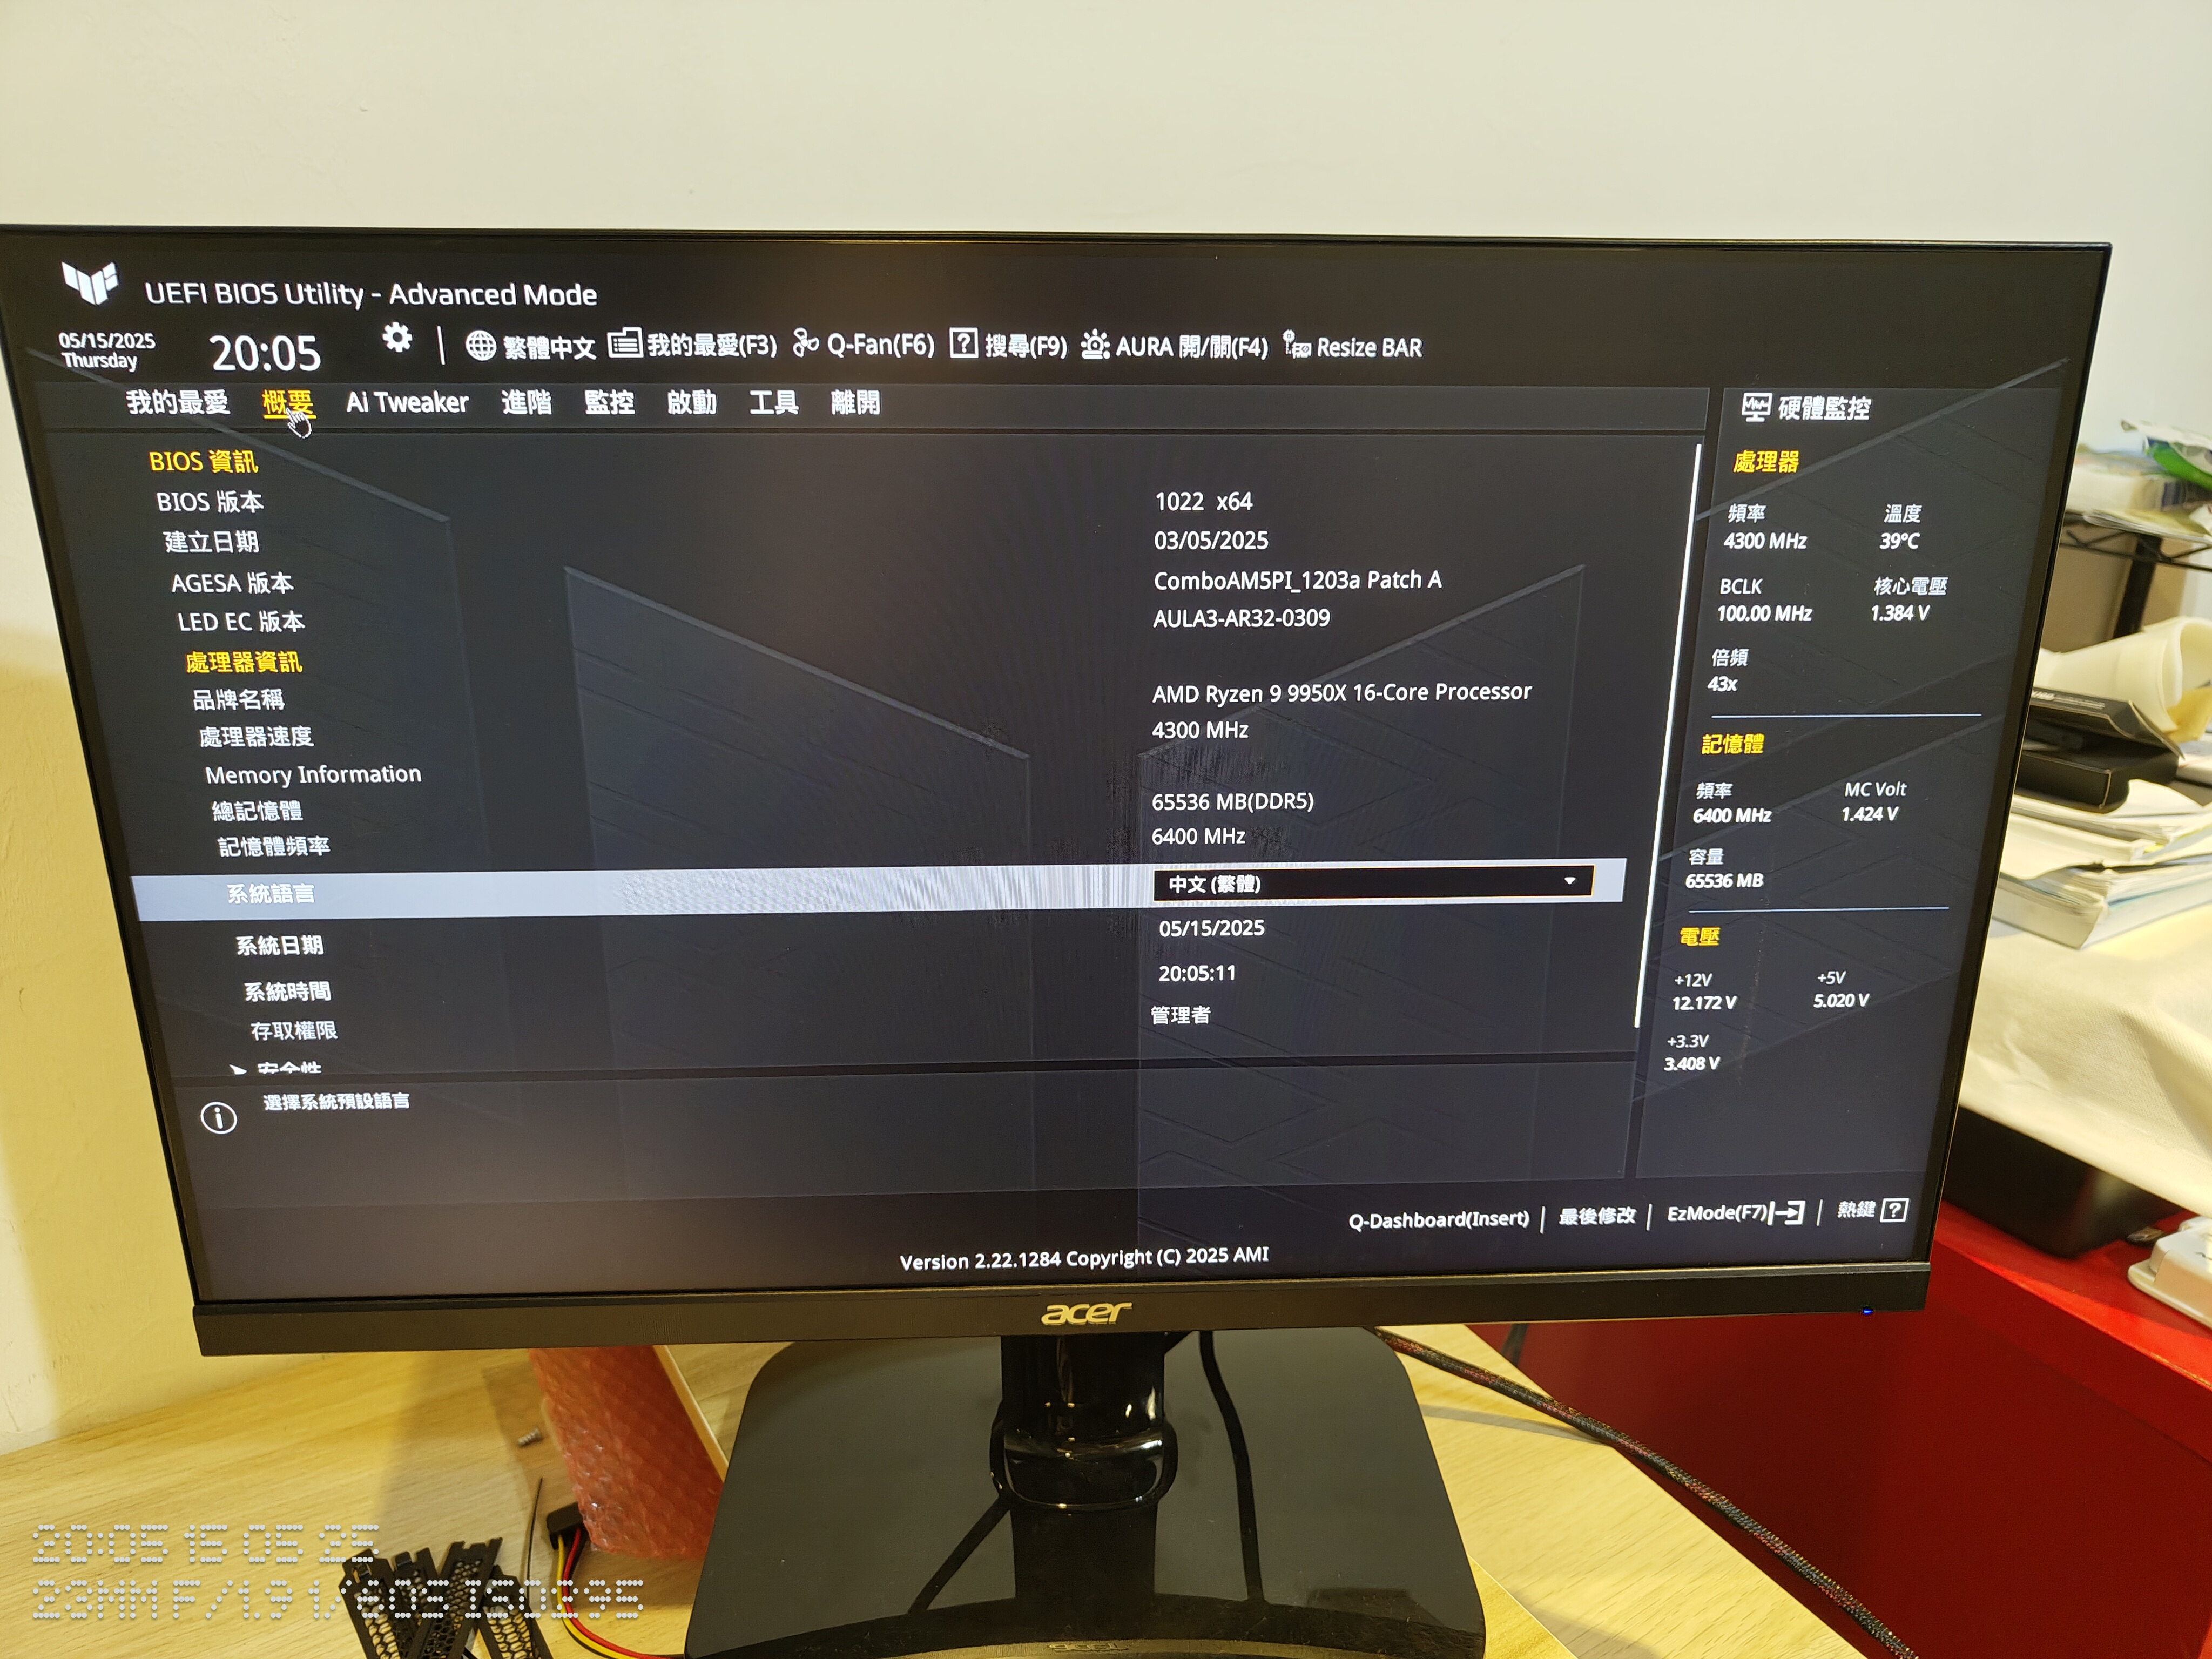 UEFI BIOS Utility - Advanced Mode
05/15/2025
Thursday
20:05
繁體中文 我的最愛(F3) Q-Fan(F6) ? 搜尋(F9) AURA 開/關(F4) Resize BAR
我的最愛 概要 Ai Tweaker 進階 監控 啟動 工具 離開
BIOS 資訊
BIOS 版本 1022 x64
建立日期 03/05/2025
AGESA 版本 ComboAM5PI_1203a Patch A
LED EC 版本 AULA3-AR32-0309
處理器資訊
品牌名稱 AMD Ryzen 9 9950X 16-Core Processor
處理器速度 4300 MHz
Memory Information
總記憶體 65536 MB(DDR5)
記憶體頻率 6400 MHz
系統語言 中文 (繁體)
系統日期 05/15/2025
系統時間 20:05:11
存取權限 管理者
安全性
選擇系統預設語言
硬體監控
處理器
頻率 溫度
4300 MHz 39°C
BCLK 核心電壓
100.00 MHz 1.384 V
倍頻
43x
記憶體
頻率 MC Volt
6400 MHz 1.424 V
容量
65536 MB
電壓
+12V +5V
12.172 V 5.020 V
+3.3V
3.408 V
Q-Dashboard(Insert) | 最後修改 | EzMode(F7) | 熱鍵 ?
Version 2.22.1284 Copyright (C) 2025 AMI
acer
acer
20:05 15 05 25